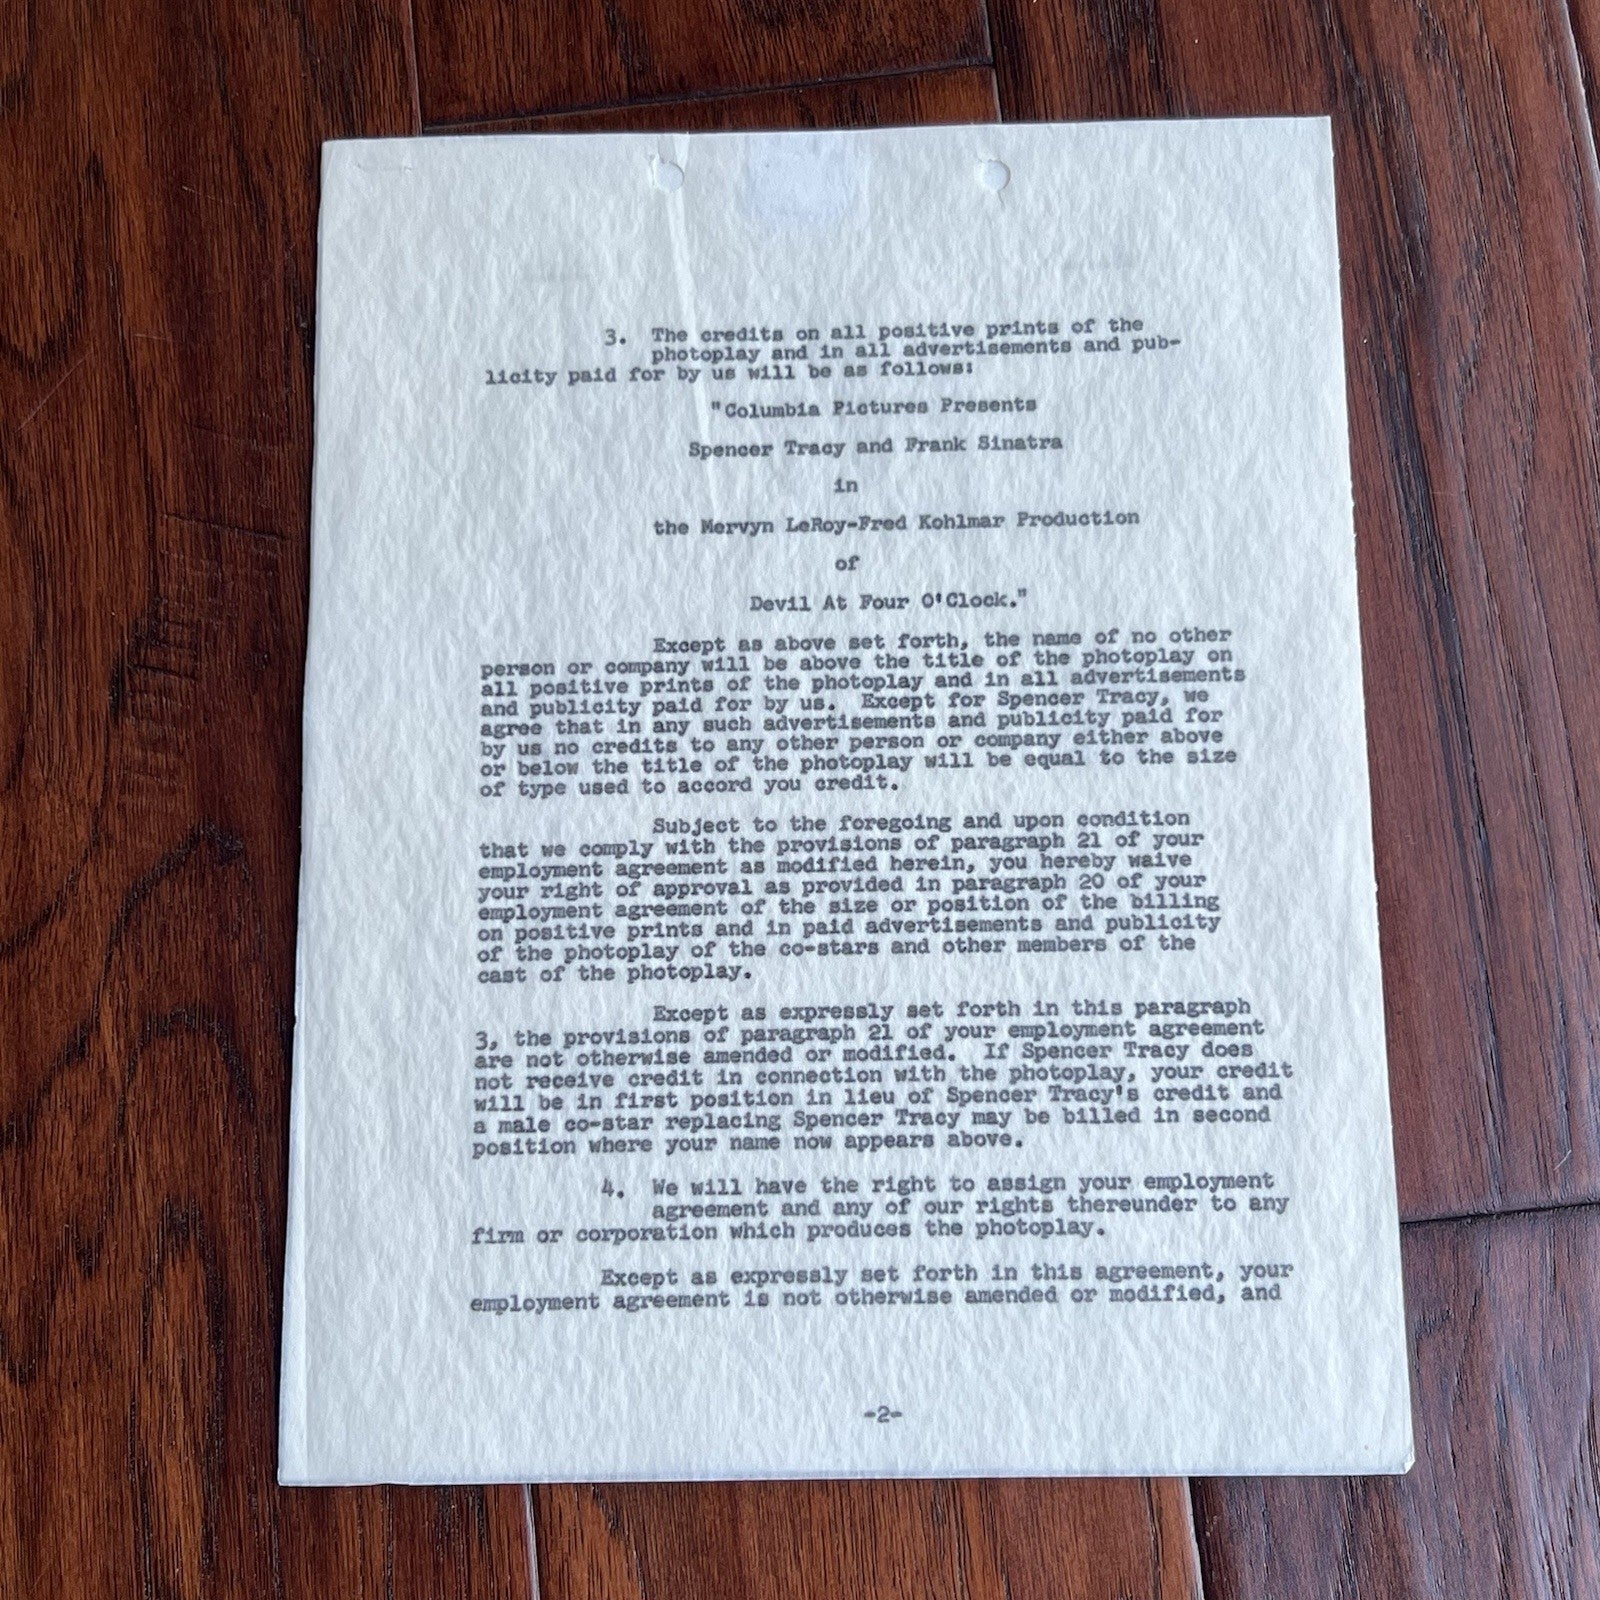 3. The credits on all positive prints of the
photoplay and in all advertisements and pub-
licity paid for by us will be as follows:
"Columbia Pictures Presents
Spencer Tracy and Frank Sinatra
in
the Mervyn LeRoy-Fred Kohlmar Production
of
Devil At Four O'Clock."
Except as above set forth, the name of no other
person or company will be above the title of the photoplay on
all positive prints of the photoplay and in all advertisements
and publicity paid for by us. Except for Spencer Tracy, we
agree that in any such advertisements and publicity paid for
by us no credits to any other person or company either above
or below the title of the photoplay will be equal to the size
of type used to accord you credit.
Subject to the foregoing and upon condition
that we comply with the provisions of paragraph 21 of your
employment agreement as modified herein, you hereby waive
your right of approval as provided in paragraph 20 of your
employment agreement of the size or position of the billing
on positive prints and in paid advertisements and publicity
of the photoplay of the co-stars and other members of the
cast of the photoplay.
Except as expressly set forth in this paragraph
3, the provisions of paragraph 21 of your employment agreement
are not otherwise amended or modified. If Spencer Tracy does
not receive credit in connection with the photoplay, your credit
will be in first position in lieu of Spencer Tracy's credit and
a male co-star replacing Spencer Tracy may be billed in second
position where your name now appears above.
4. We will have the right to assign your employment
agreement and any of our rights thereunder to any
firm or corporation which produces the photoplay.
Except as expressly set forth in this agreement, your
employment agreement is not otherwise amended or modified, and
-2-